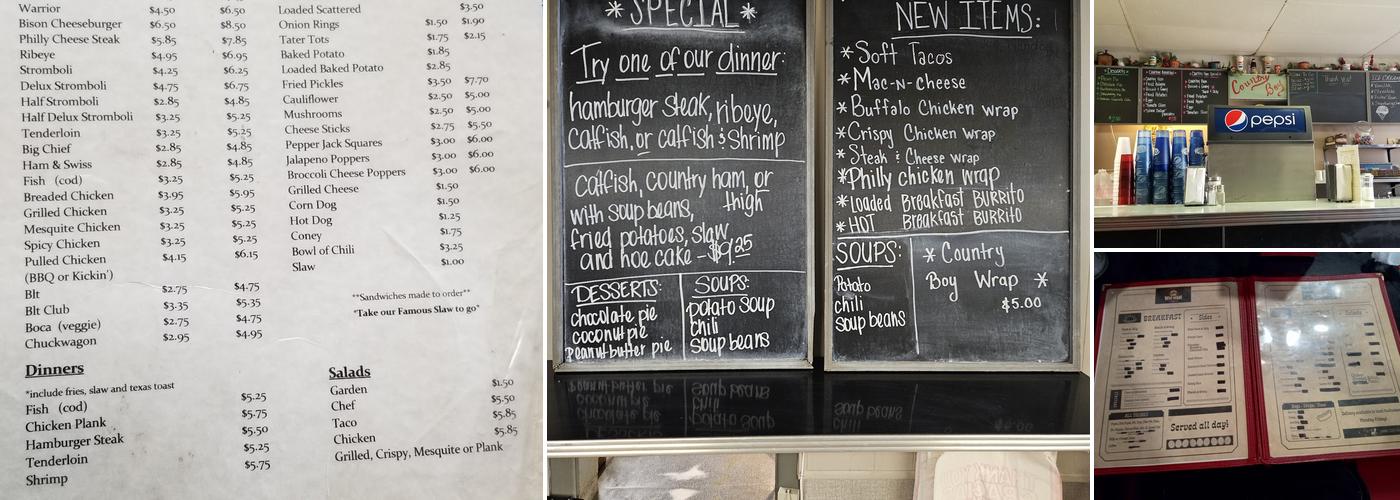 Warrior $4.50 $6.50
Bison Cheeseburger $6.50 $8.50
Philly Cheese Steak $5.85 $7.85
Ribeye $4.95 $6.95
Stromboli $4.25 $6.25
Delux Stromboli $4.75 $6.75
Half Stromboli $2.85 $4.85
Half Delux Stromboli $3.25 $5.25
Tenderloin $3.25 $5.25
Big Chief $2.85 $4.85
Ham & Swiss $2.85 $4.85
Fish (cod) $3.25 $5.25
Breaded Chicken $3.95 $5.95
Grilled Chicken $3.25 $5.25
Mesquite Chicken $3.25 $5.25
Spicy Chicken $3.25 $5.25
Pulled Chicken $4.15 $6.15
(BBQ or Kickin')
Blt $2.75 $4.75
Blt Club $3.35 $5.35
Boca (veggie) $2.75 $4.75
Chuckwagon $2.95 $4.95
Loaded Scattered $3.50
Onion Rings $1.50 $1.90
Tater Tots $1.75 $2.15
Baked Potato $1.85
Loaded Baked Potato $2.85
Fried Pickles $3.50 $7.70
Cauliflower $2.50 $5.00
Mushrooms $2.50 $5.00
Cheese Sticks $2.75 $5.50
Pepper Jack Squares $3.00 $6.00
Jalapeno Poppers $3.00 $6.00
Broccoli Cheese Poppers $3.00 $6.00
Grilled Cheese $1.50
Corn Dog $1.50
Hot Dog $1.25
Coney $1.75
Bowl of Chili $3.25
Slaw $1.00
**Sandwiches made to order**
*Take our Famous Slaw to go*
Dinners
*include fries, slaw and texas toast
Fish (cod) $5.25
Chicken Plank $5.75
Hamburger Steak $5.50
Tenderloin $5.25
Shrimp $5.75
Salads
Garden $1.50
Chef $5.50
Taco $5.85
Chicken $5.85
Grilled, Crispy, Mesquite or Plank
*SPECIAL*
Try one of our dinner:
hamburger steak, ribeye,
catfish, or catfish & Shrimp
catfish, country ham, or
thigh
with soup beans,
fried potatoes, slaw
and hoe cake - $9.25
DESSERTS:
chocolate pie
coconut pie
Peanut butter pie
SOUPS:
potato soup
chili
soup beans
NEW ITEMS:
*Soft Tacos
*Mac-n-Cheese
*Buffalo Chicken wrap
*Crispy Chicken wrap
*Steak & Cheese wrap
*Philly chicken wrap
*Loaded Breakfast BURRITO
*HOT Breakfast BURRITO
SOUPS:
Potato
chili
soup beans
*Country
Boy Wrap *
$5.00
Country
Boy
pepsi
BREAKFAST
Sides
Served all day!